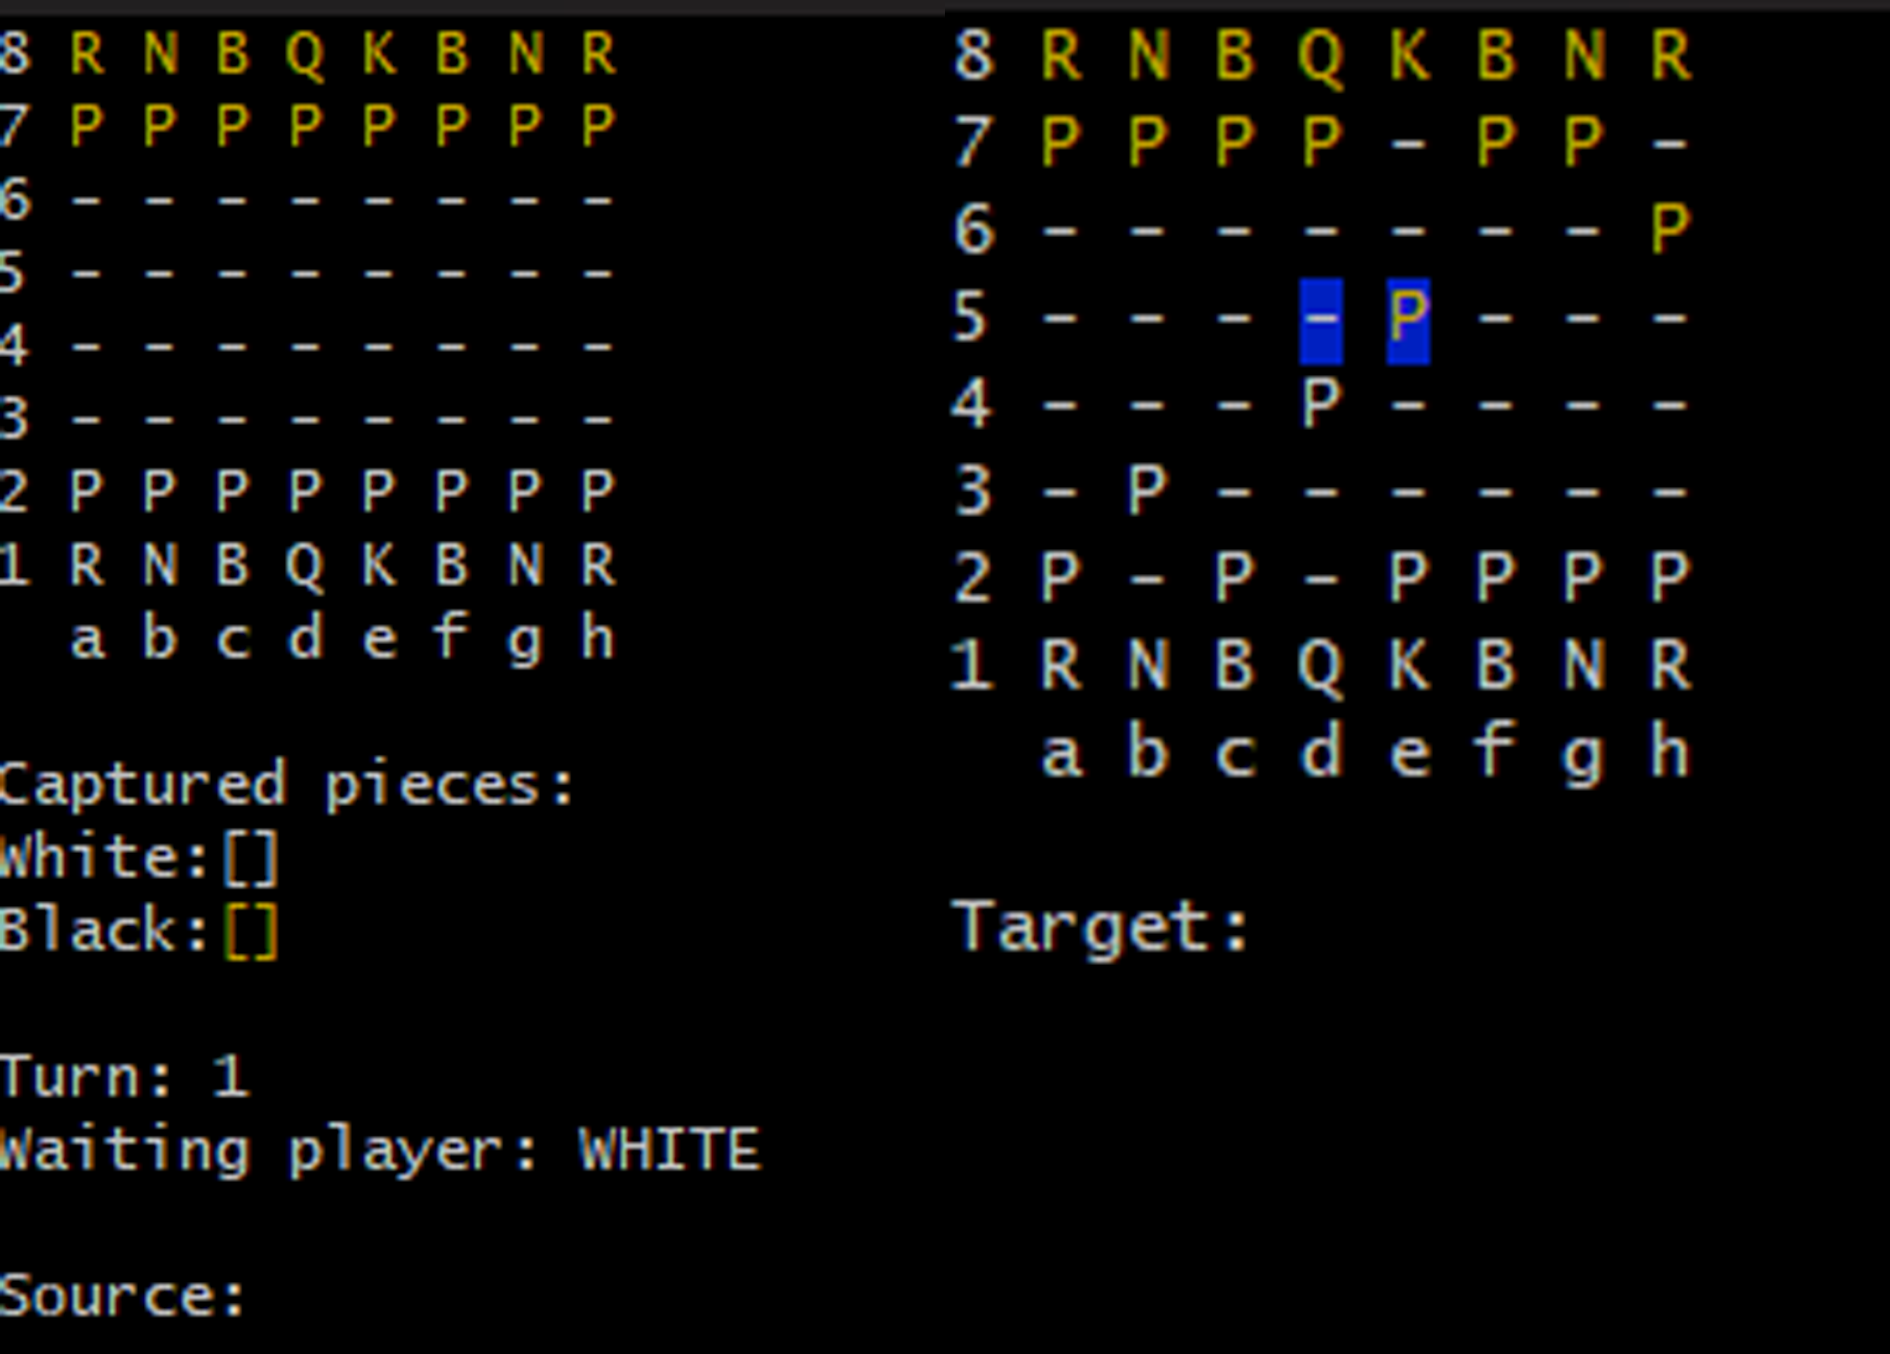 8 R N B Q K B N R
7 P P P P P P P P
6 - - - - - - - -
5 - - - - - - - -
4 - - - - - - - -
3 - - - - - - - -
2 P P P P P P P P
1 R N B Q K B N R
a b c d e f g h
Captured pieces:
White:[]
Black:[]
Turn: 1
Waiting player: WHITE
Source:
8 R N B Q K B N R
7 P P P P - P P -
6 - - - - - - - P
5 - - - - P - - -
4 - - - P - - - -
3 - P - - - - - -
2 P - P - P P P P
1 R N B Q K B N R
a b c d e f g h
Target: